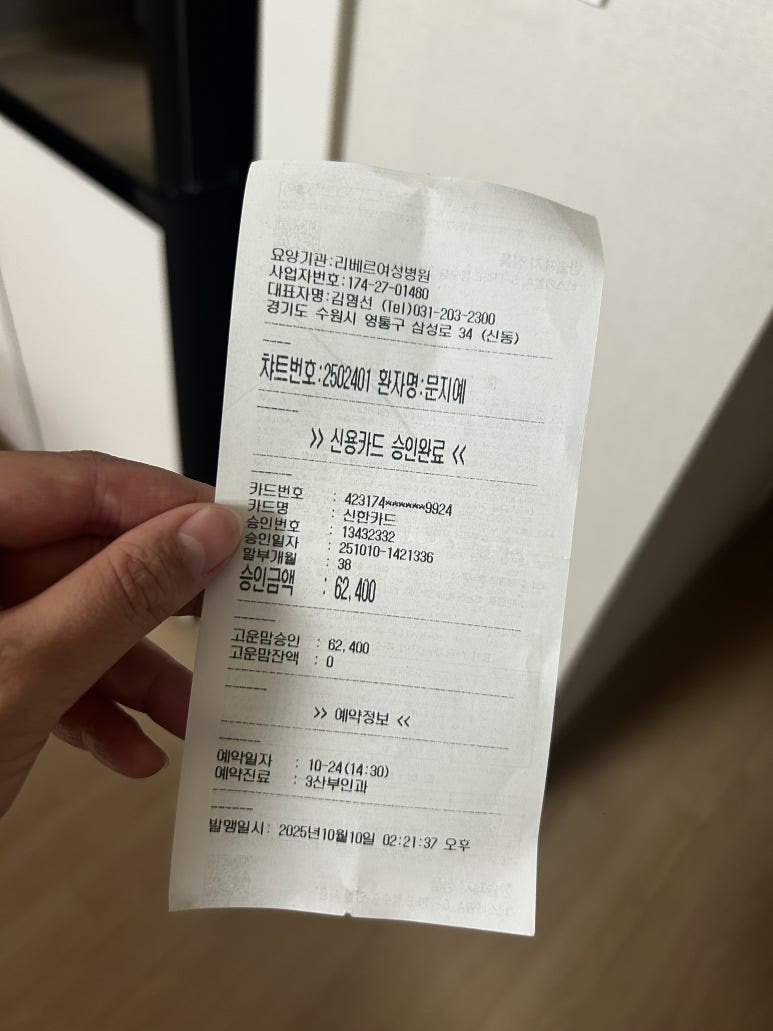 요양기관:리베르여성병원
사업자번호:174-27-01480
대표자명:김형선 (Tel)031-203-2300
경기도 수원시 영통구 삼성로 34 (신동)
챠트번호:2502401 환자명:문지예
>> 신용카드 승인완료 <<
카드번호 : 423174*******9924
카드명 : 신한카드
승인번호 : 13432332
승인일자 : 251010-1421336
할부개월 : 38
승인금액 : 62,400
고운맘승인 : 62,400
고운맘잔액 : 0
>> 예약정보 <<
예약일자 : 10-24(14:30)
예약진료 : 3산부인과
발행일시: 2025년10월10일 02:21:37 오후